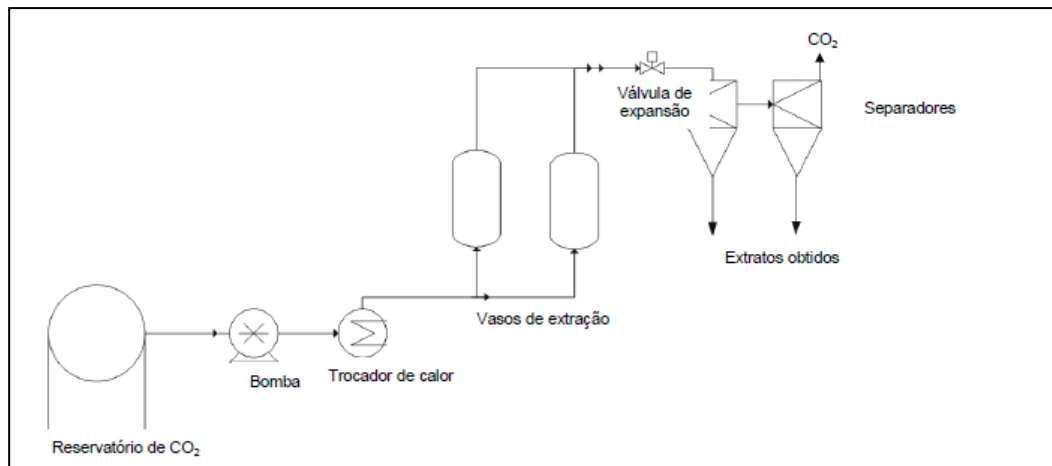 CO₂
Válvula de
expansão
Separadores
Extratos obtidos
Vasos de extração
Trocador de calor
Bomba
Reservatório de CO₂